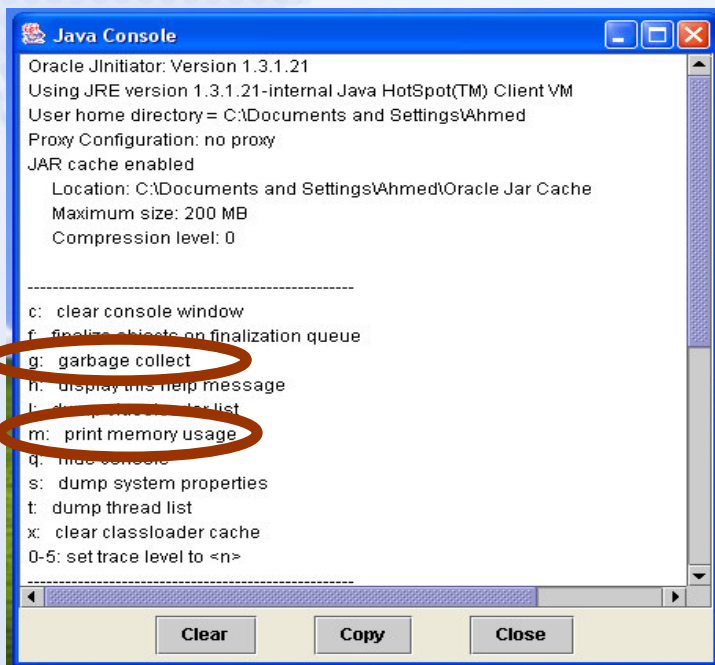 Java Console
Oracle JInitiator: Version 1.3.1.21
Using JRE version 1.3.1.21-internal Java HotSpot(TM) Client VM
User home directory = C:\Documents and Settings\Ahmed
Proxy Configuration: no proxy
JAR cache enabled
Location: C:\Documents and Settings\Ahmed\Oracle Jar Cache
Maximum size: 200 MB
Compression level: 0
----------------------------------------------------
c: clear console window
f: finalize objects on finalization queue
g: garbage collect
h: display this help message
l: dump classloader list
m: print memory usage
q: hide console
s: dump system properties
t: dump thread list
x: clear classloader cache
0-5: set trace level to <n>
----------------------------------------------------
Clear Copy Close